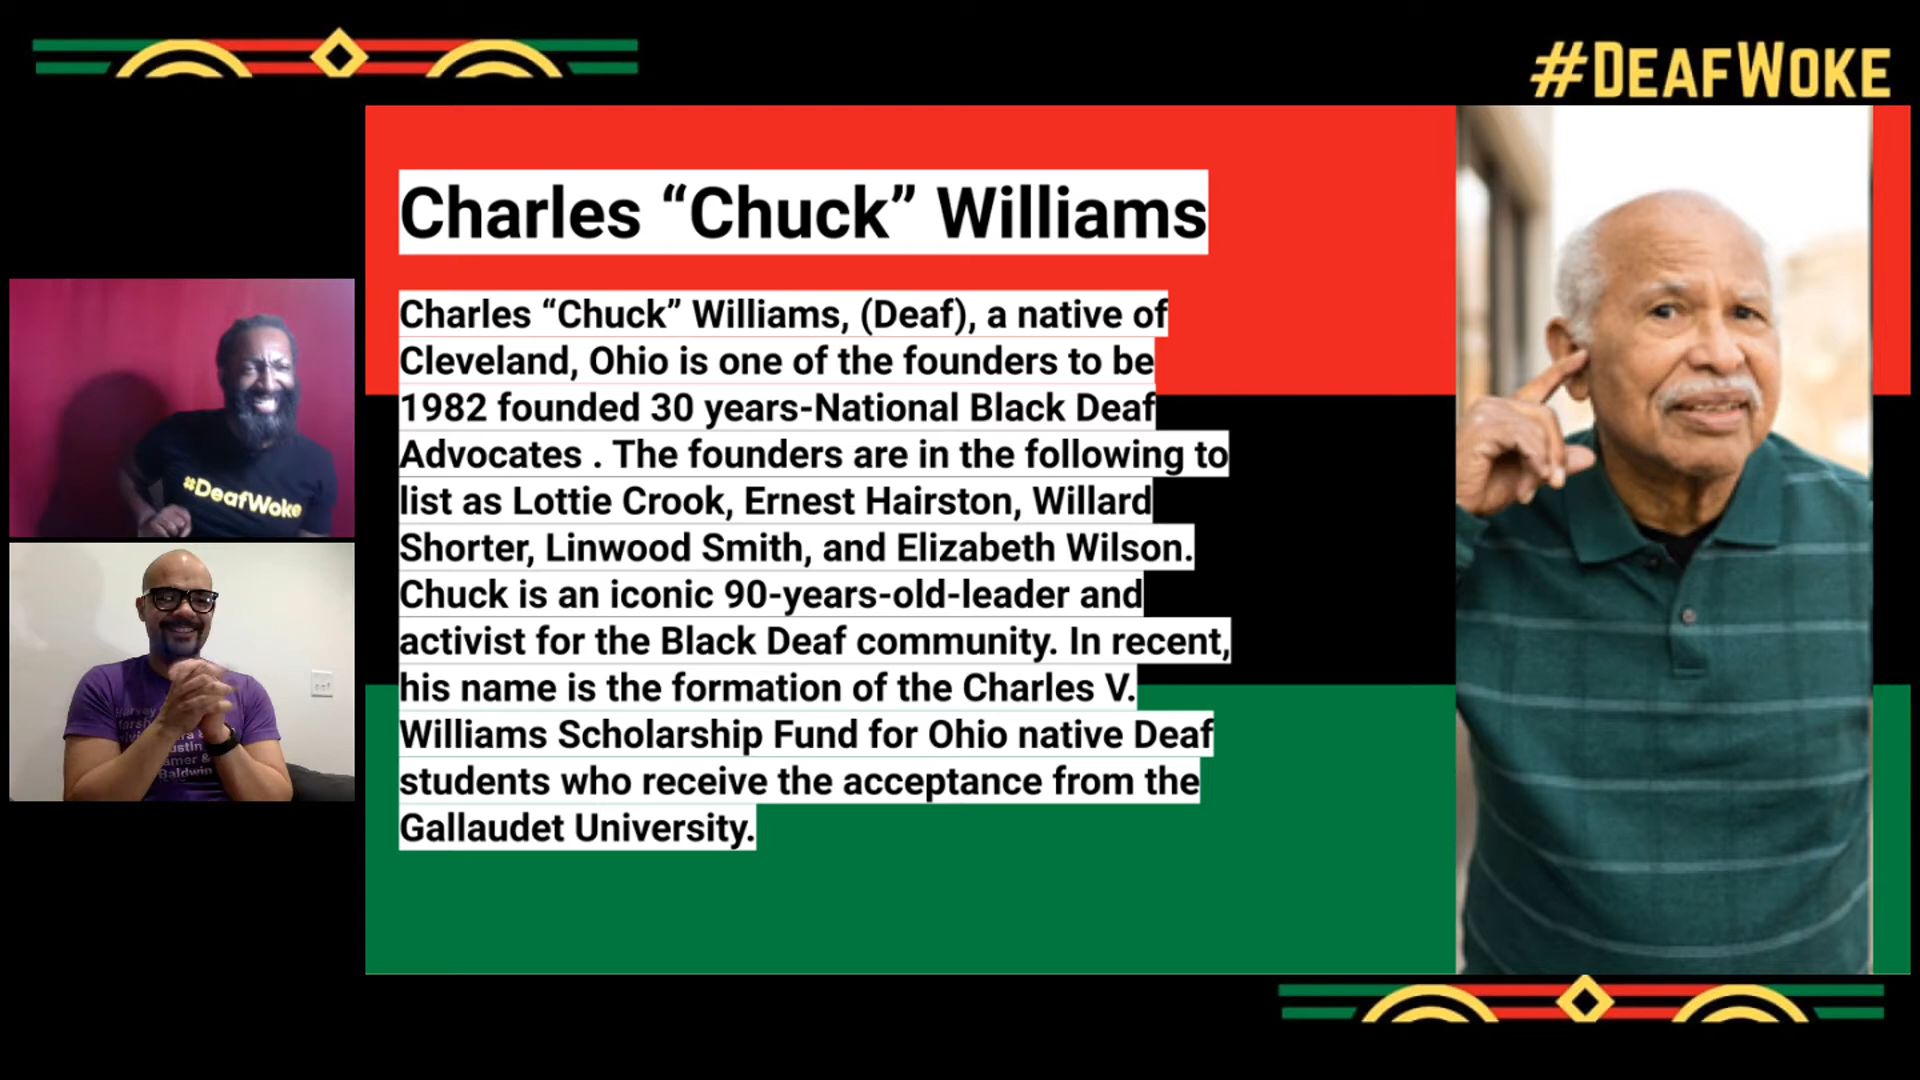 #DEAFWOKE
Charles “Chuck” Williams
Charles “Chuck” Williams, (Deaf), a native of
Cleveland, Ohio is one of the founders to be
1982 founded 30 years-National Black Deaf
Advocates . The founders are in the following to
list as Lottie Crook, Ernest Hairston, Willard
Shorter, Linwood Smith, and Elizabeth Wilson.
Chuck is an iconic 90-years-old-leader and
activist for the Black Deaf community. In recent,
his name is the formation of the Charles V.
Williams Scholarship Fund for Ohio native Deaf
students who receive the acceptance from the
Gallaudet University.
#DeafWoke
Baldwin